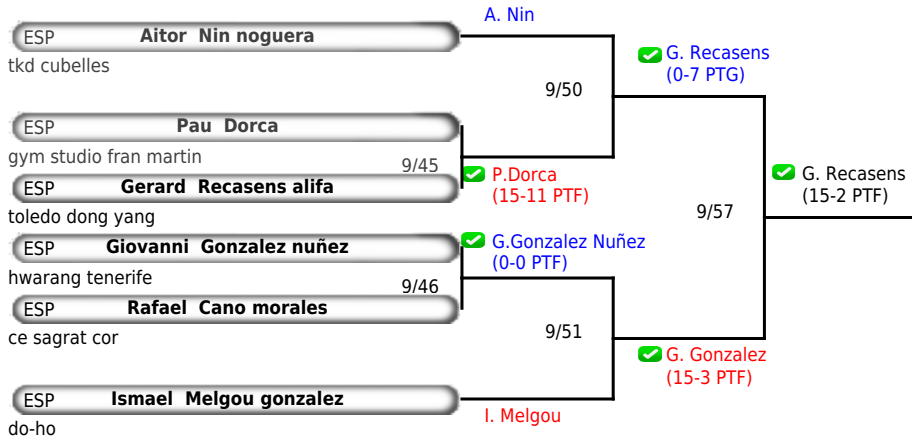 A. Nin
ESP Aitor Nin noguera
tkd cubelles
G. Recasens
(0-7 PTG)
9/50
ESP Pau Dorca
gym studio fran martin
9/45
P.Dorca
(15-11 PTF)
ESP Gerard Recasens alifa
toledo dong yang
G. Recasens
(15-2 PTF)
9/57
ESP Giovanni Gonzalez nuñez
hwarang tenerife
G.Gonzalez Nuñez
(0-0 PTF)
9/46
ESP Rafael Cano morales
ce sagrat cor
9/51
G. Gonzalez
(15-3 PTF)
ESP Ismael Melgou gonzalez
do-ho
I. Melgou